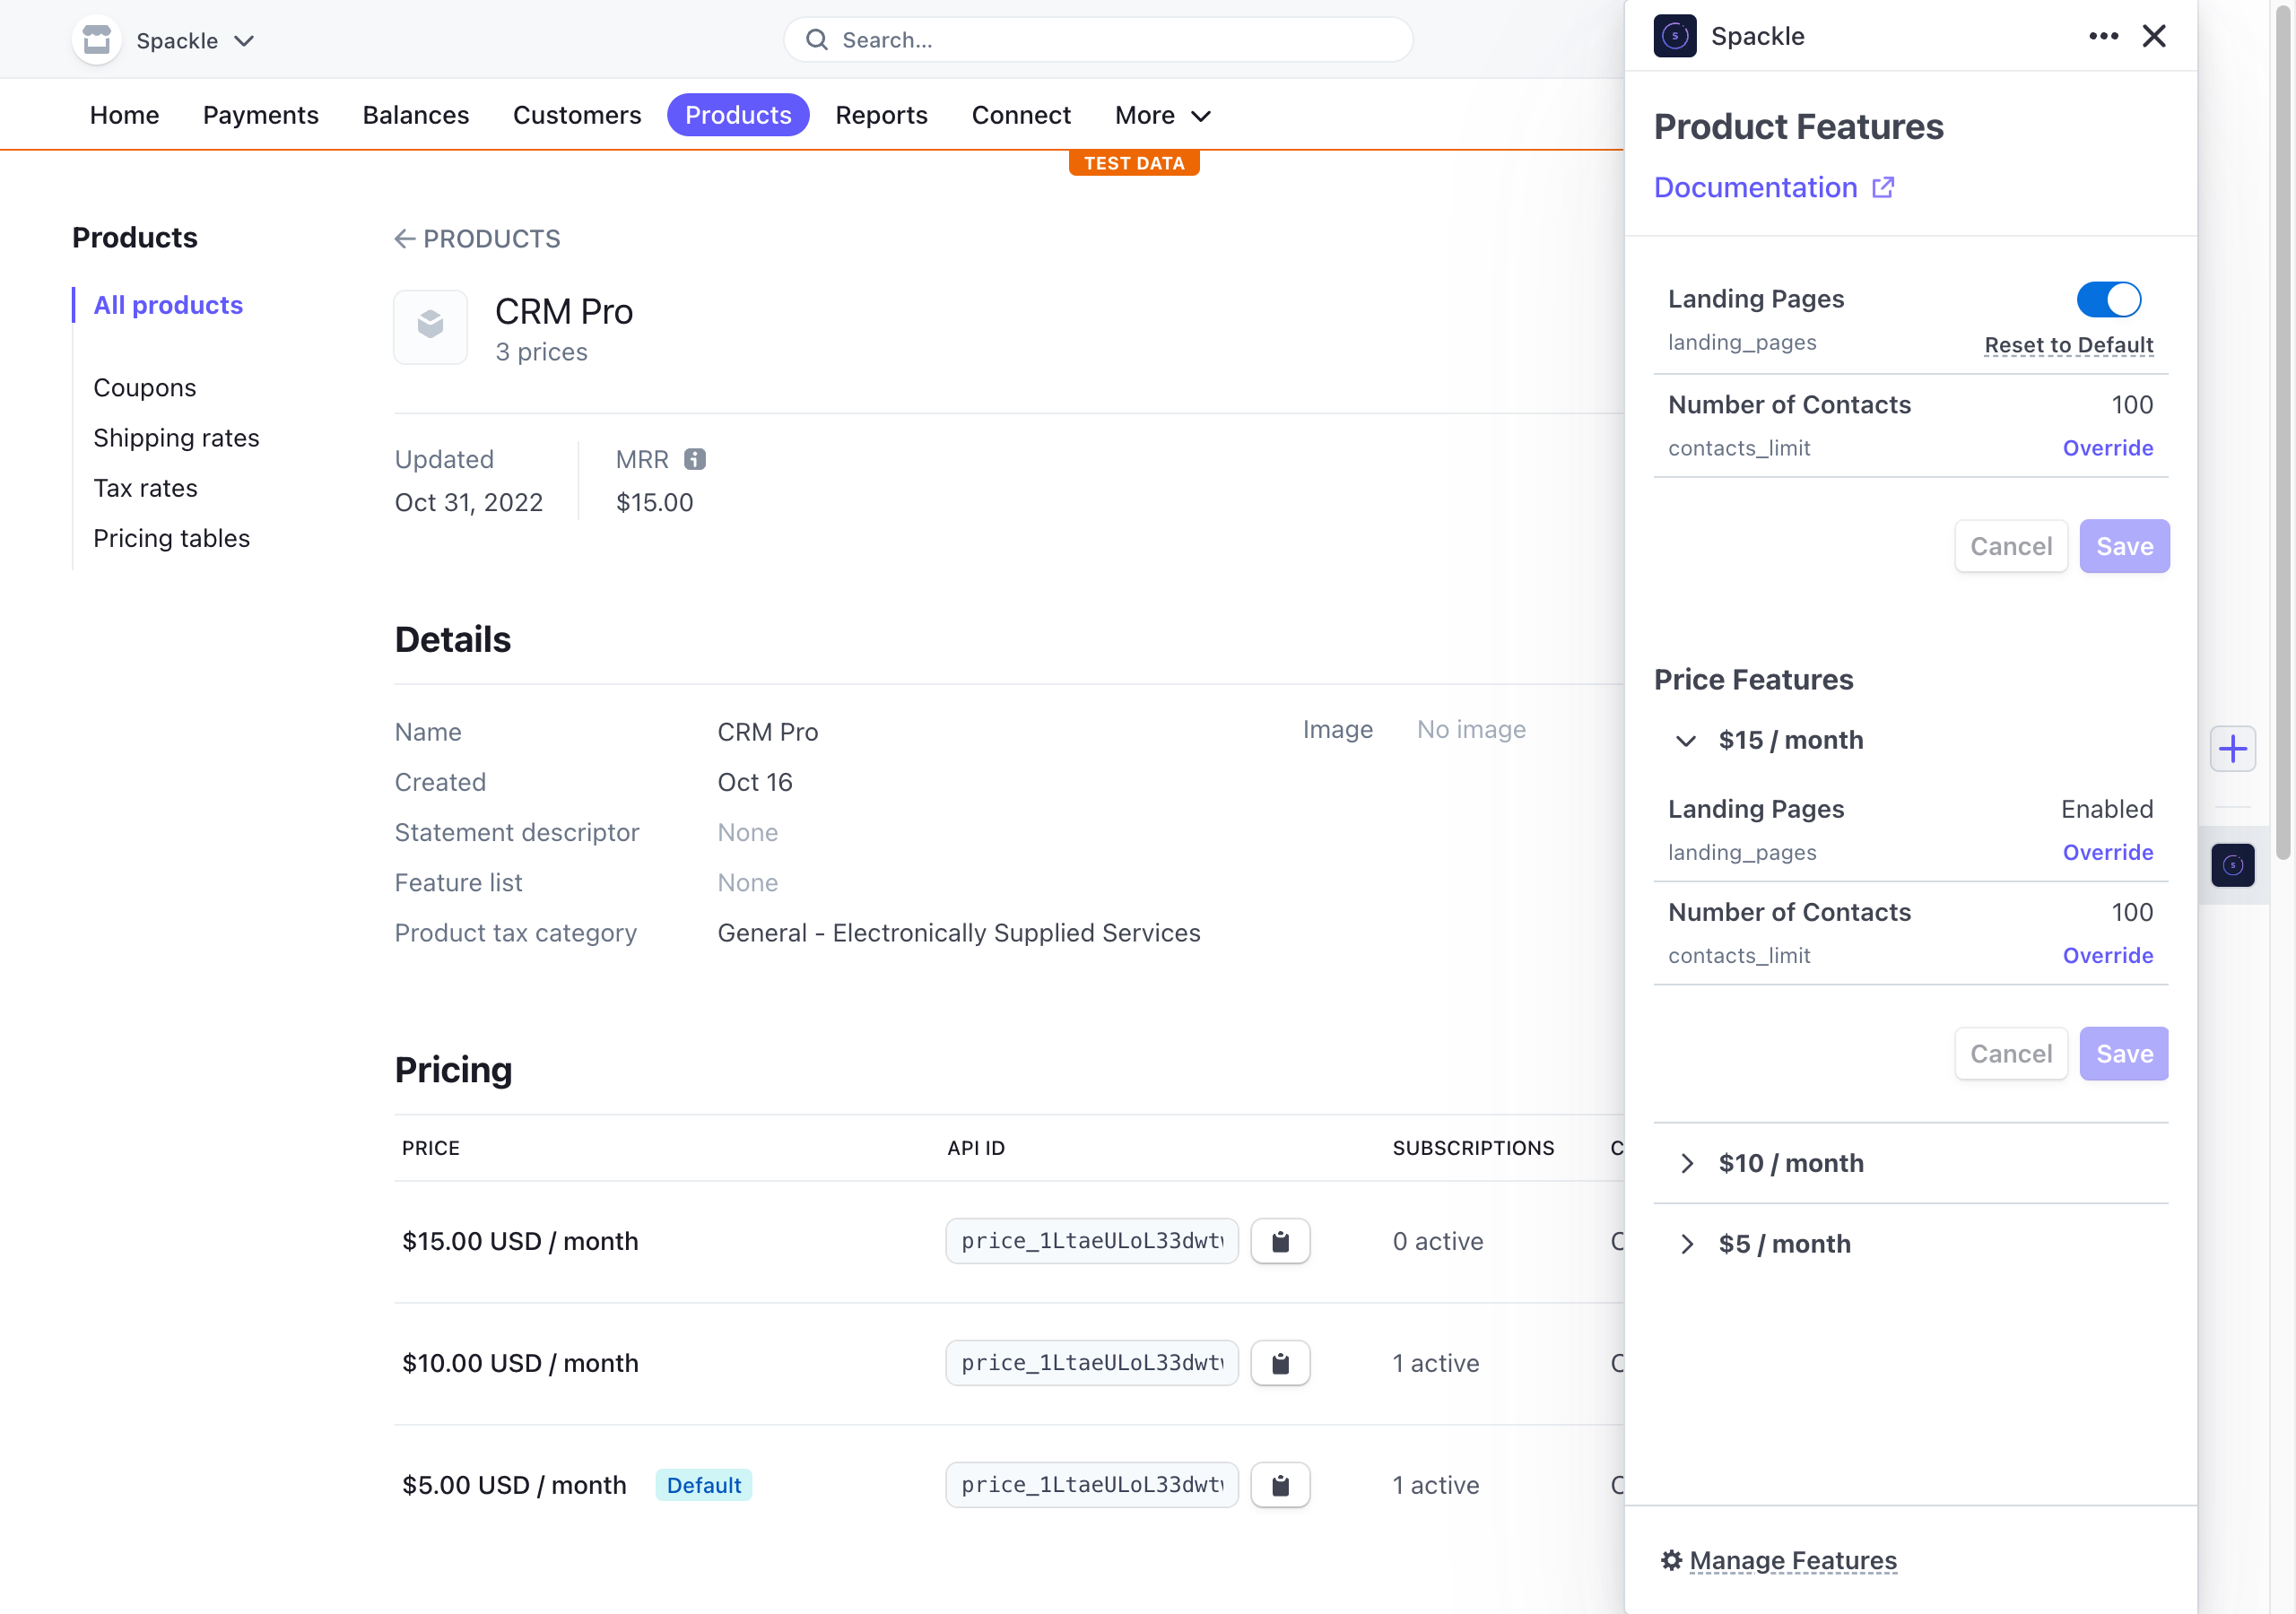 Spackle
Search...
Home
Payments
Balances
Customers
Products
Reports
Connect
More
TEST DATA
Products
All products
Coupons
Shipping rates
Tax rates
Pricing tables
PRODUCTS
CRM Pro
3 prices
Updated
Oct 31, 2022
MRR
$15.00
Details
Name
CRM Pro
Created
Oct 16
Statement descriptor
None
Feature list
None
Product tax category
General - Electronically Supplied Services
Image
No image
Pricing
PRICE
API ID
SUBSCRIPTIONS
$15.00 USD / month
price_1LtaeULoL33dwtw
0 active
$10.00 USD / month
price_1LtaeULoL33dwtw
1 active
$5.00 USD / month
Default
price_1LtaeULoL33dwtw
1 active
Spackle
Product Features
Documentation
Landing Pages
landing_pages
Reset to Default
Number of Contacts
100
contacts_limit
Override
Cancel
Save
Price Features
$15 / month
Landing Pages
Enabled
landing_pages
Override
Number of Contacts
100
contacts_limit
Override
Cancel
Save
$10 / month
$5 / month
Manage Features